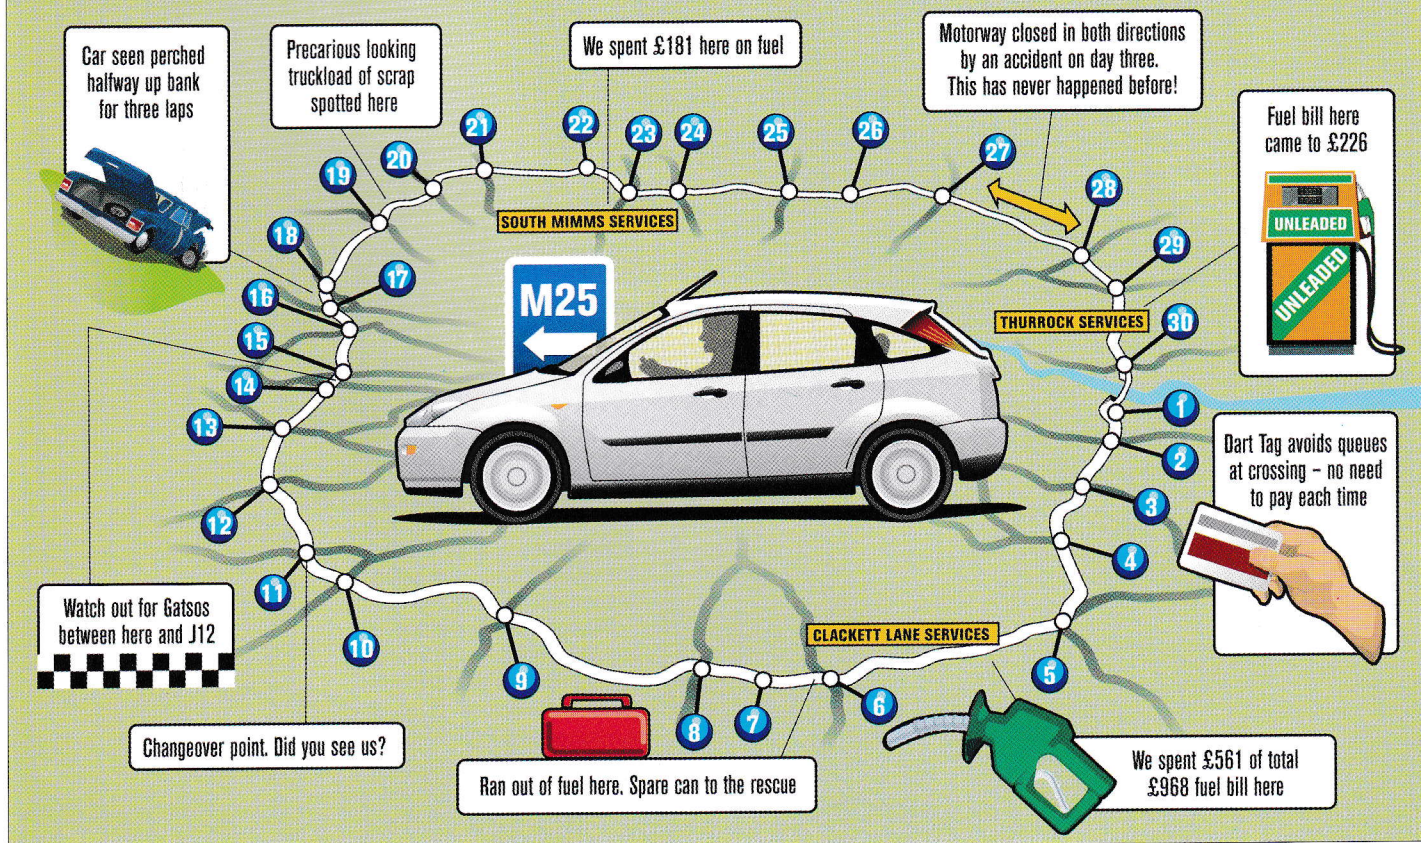 Car seen perched
halfway up bank
for three laps
Precarious looking
truckload of scrap
spotted here
We spent £181 here on fuel
Motorway closed in both directions
by an accident on day three.
This has never happened before!
Fuel bill here
came to £226
UNLEADED
UNLEADED
21
22
23
24
25
26
27
20
19
28
18
29
17
16
30
15
14
13
1
2
12
3
4
11
10
9
8
7
6
5
SOUTH MIMMS SERVICES
M25
THURROCK SERVICES
Dart Tag avoids queues
at crossing – no need
to pay each time
Watch out for Gatsos
between here and J12
CLACKETT LANE SERVICES
Changeover point. Did you see us?
Ran out of fuel here. Spare can to the rescue
We spent £561 of total
£968 fuel bill here